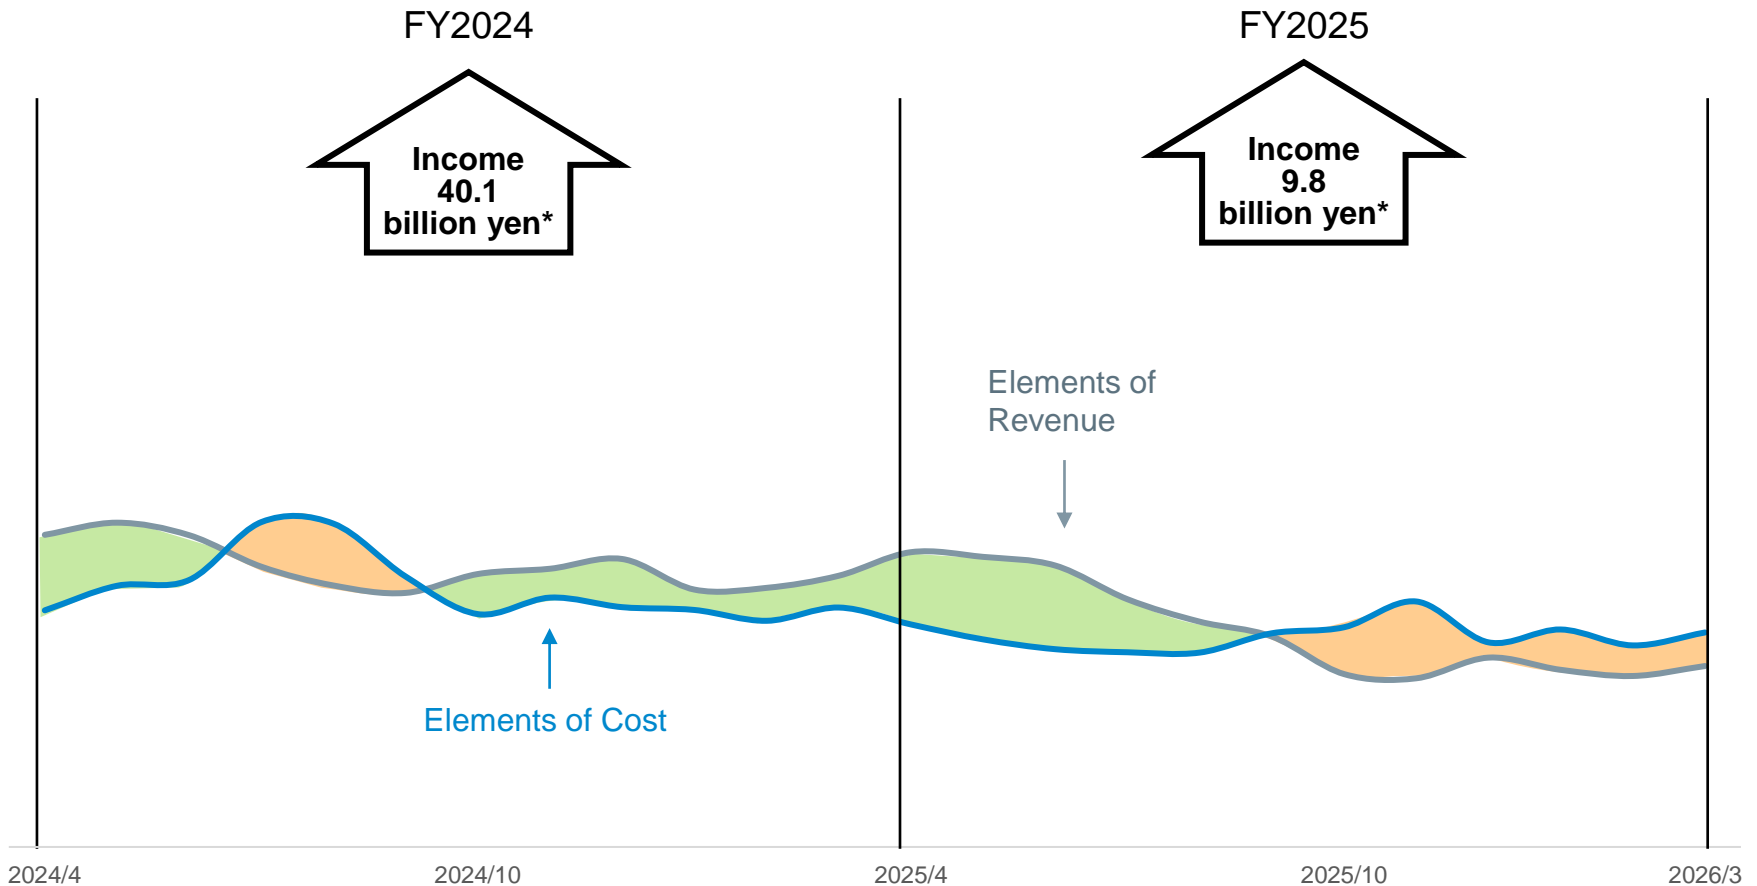 FY2024
FY2025
Income
40.1
billion yen*
Income
9.8
billion yen*
Elements of
Revenue
Elements of Cost
2024/4
2024/10
2025/4
2025/10
2026/3